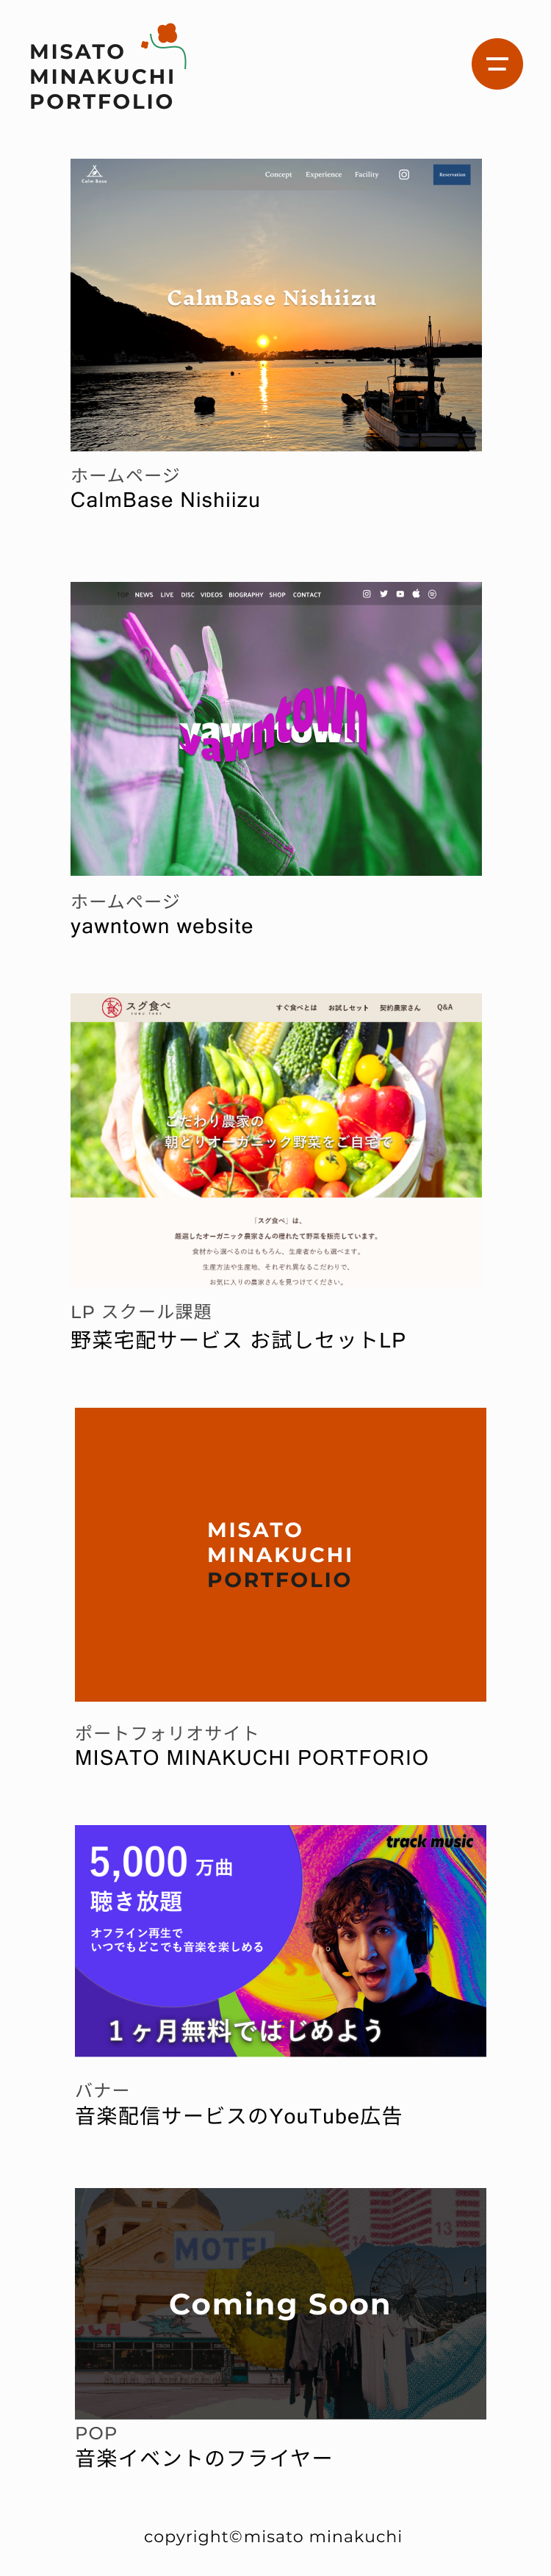 MISATO
MINAKUCHI
PORTFOLIO
Calm Base
Concept Experience Facility
Reservation
CalmBase Nishiizu
ホームページ
CalmBase Nishiizu
TOP NEWS LIVE DISC VIDEOS BIOGRAPHY SHOP CONTACT
yawntown
yawntown
ホームページ
yawntown website
スグ食べ
SUGU TABE
すぐ食べとは お試しセット 契約農家さん Q&A
こだわり農家の
朝どりオーガニック野菜をご自宅で
「スグ食べ」は、
厳選したオーガニック農家さんの穫れたて野菜を販売しています。
食材から選べるのはもちろん、生産者からも選べます。
生産方法や生産地、それぞれ異なるこだわりで、
お気に入りの農家さんを見つけてください。
LP スクール課題
野菜宅配サービス お試しセットLP
MISATO
MINAKUCHI
PORTFOLIO
ポートフォリオサイト
MISATO MINAKUCHI PORTFORIO
track music
5,000 万曲
聴き放題
オフライン再生で
いつでもどこでも音楽を楽しめる
1ヶ月無料ではじめよう
バナー
音楽配信サービスのYouTube広告
MOTEL
14
13
Coming Soon
POP
音楽イベントのフライヤー
copyright©misato minakuchi